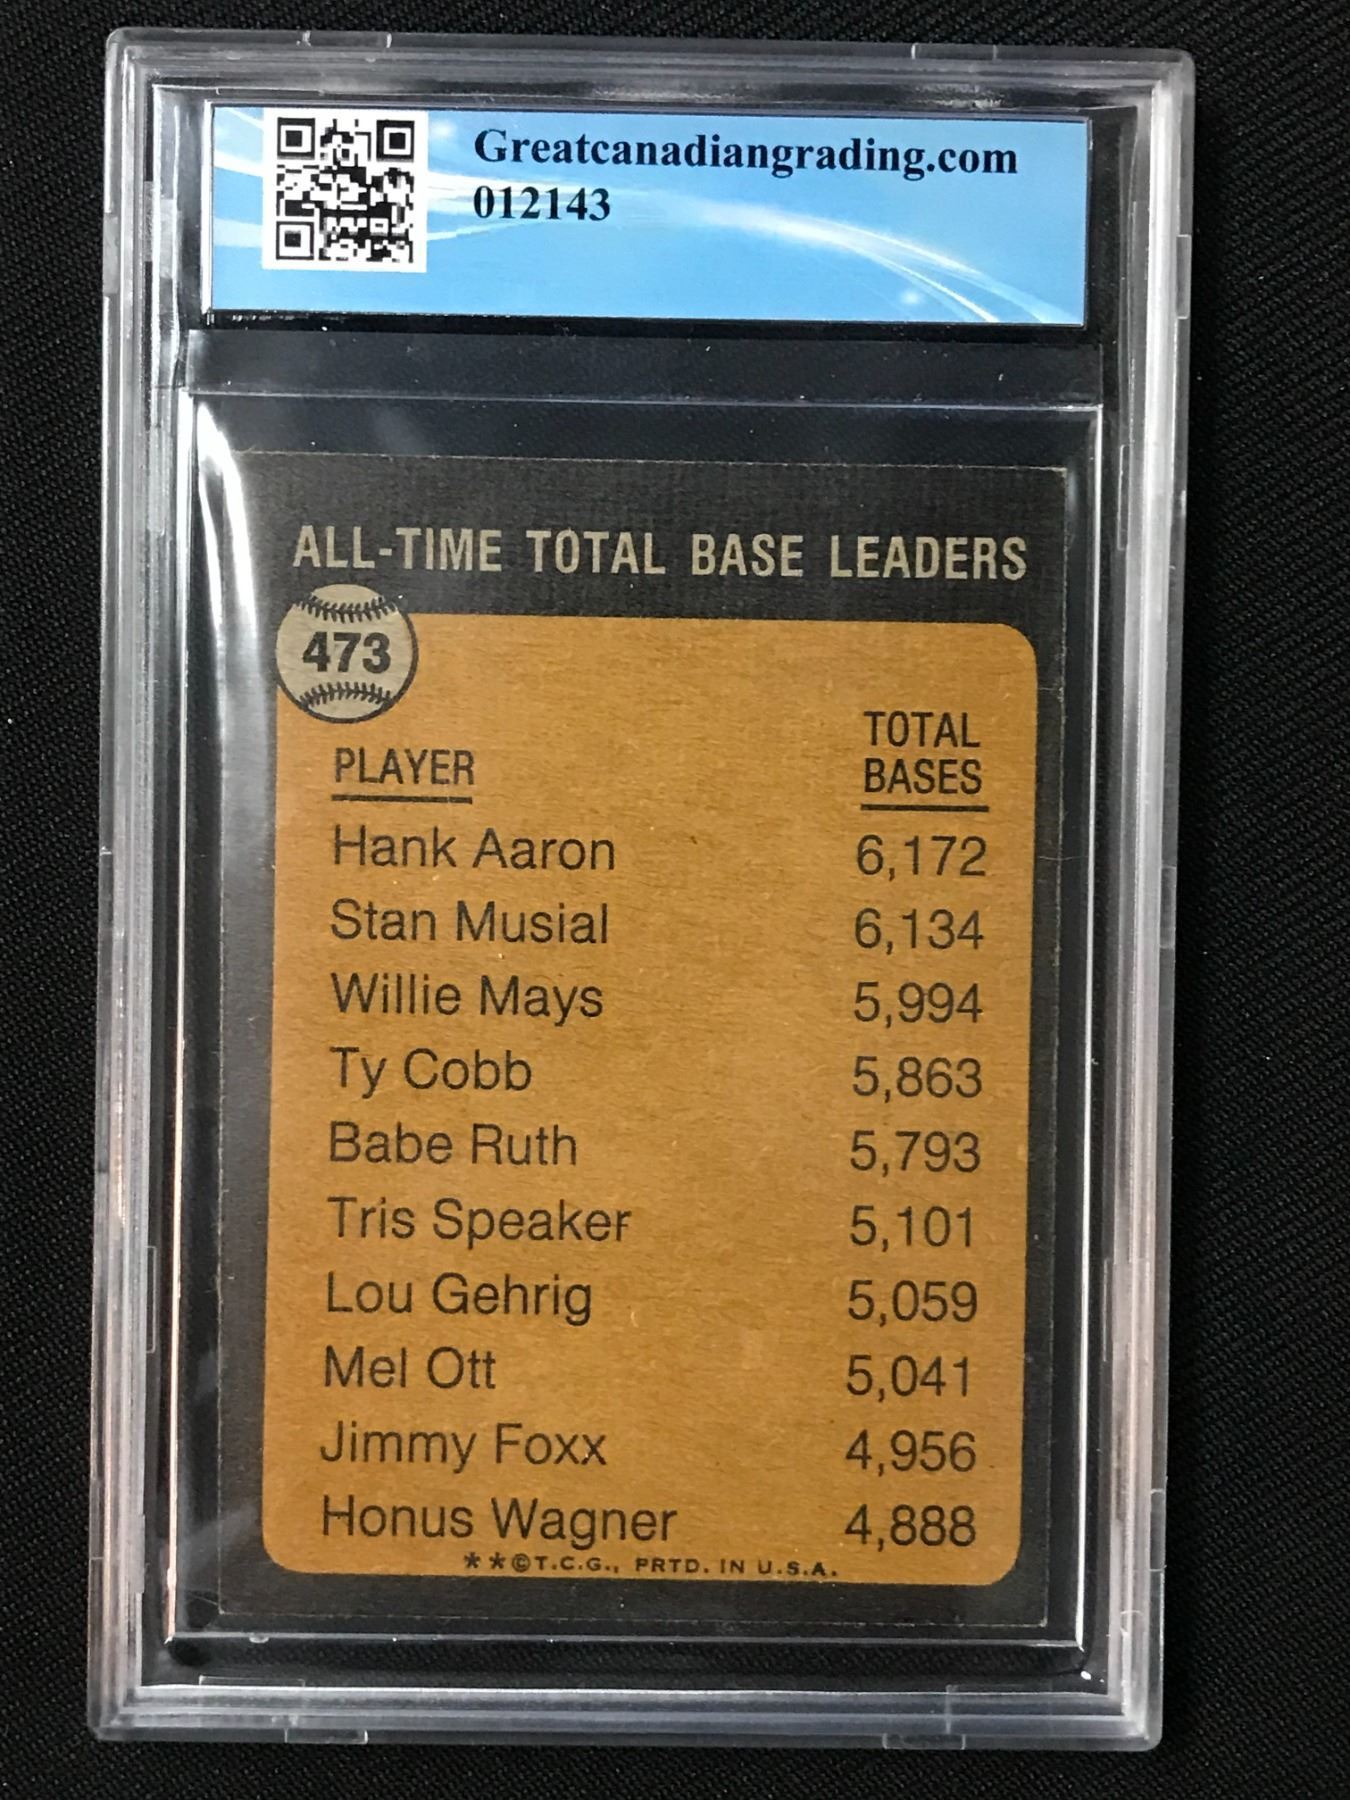 Greatcanadiangrading.com
012143
ALL-TIME TOTAL BASE LEADERS
473
PLAYER TOTAL BASES
Hank Aaron 6,172
Stan Musial 6,134
Willie Mays 5,994
Ty Cobb 5,863
Babe Ruth 5,793
Tris Speaker 5,101
Lou Gehrig 5,059
Mel Ott 5,041
Jimmy Foxx 4,956
Honus Wagner 4,888
**©T.C.G., PRTD. IN U.S.A.